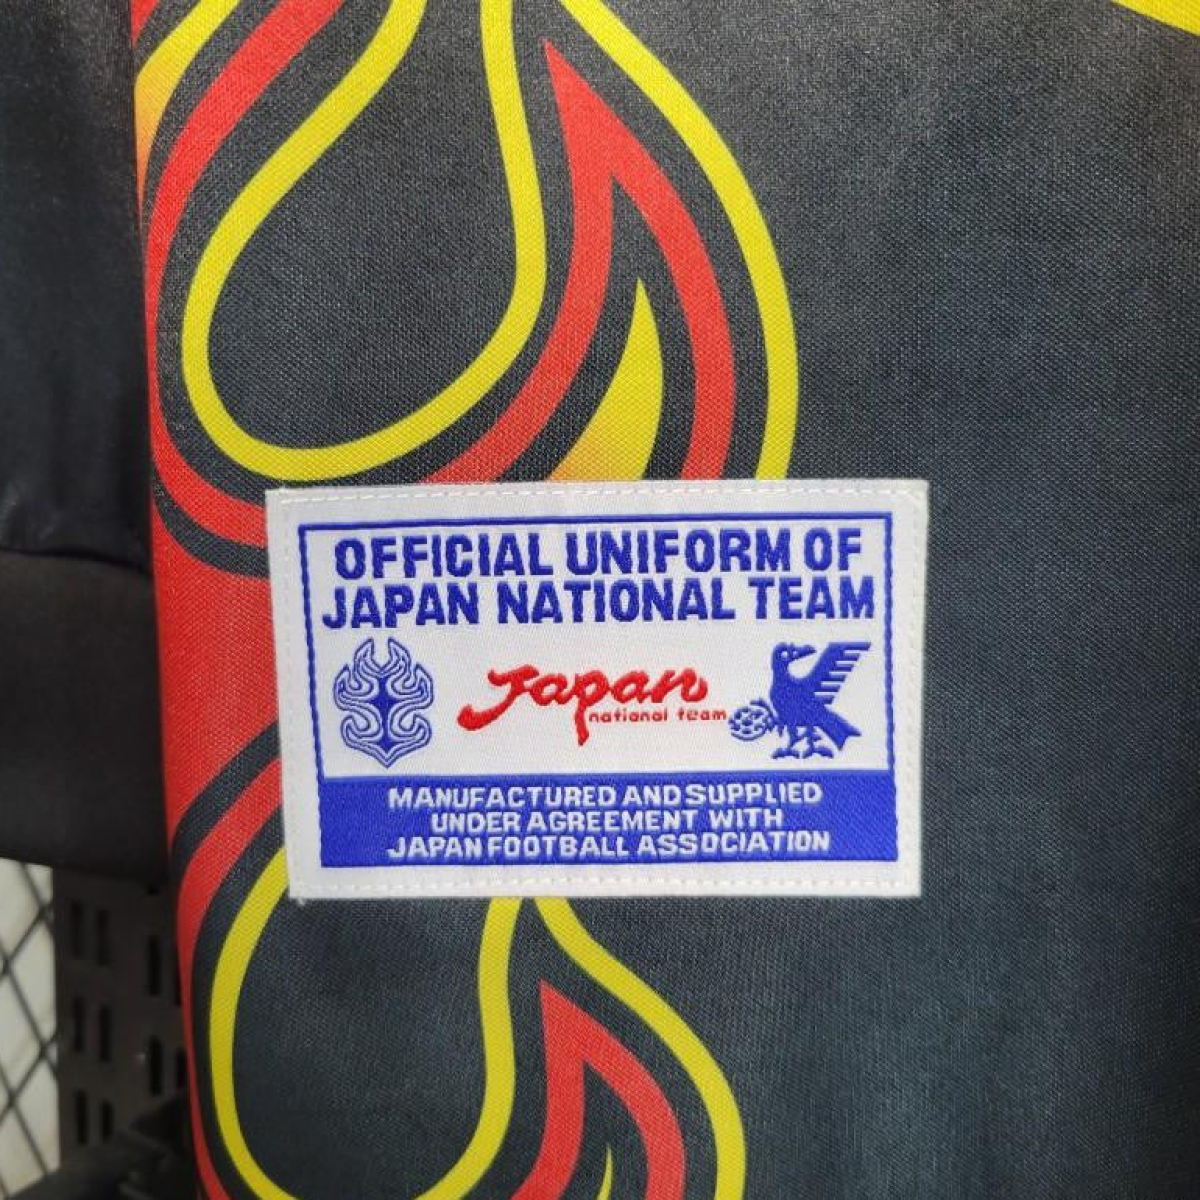 OFFICIAL UNIFORM OF
JAPAN NATIONAL TEAM
Japan
national team
MANUFACTURED AND SUPPLIED
UNDER AGREEMENT WITH
JAPAN FOOTBALL ASSOCIATION